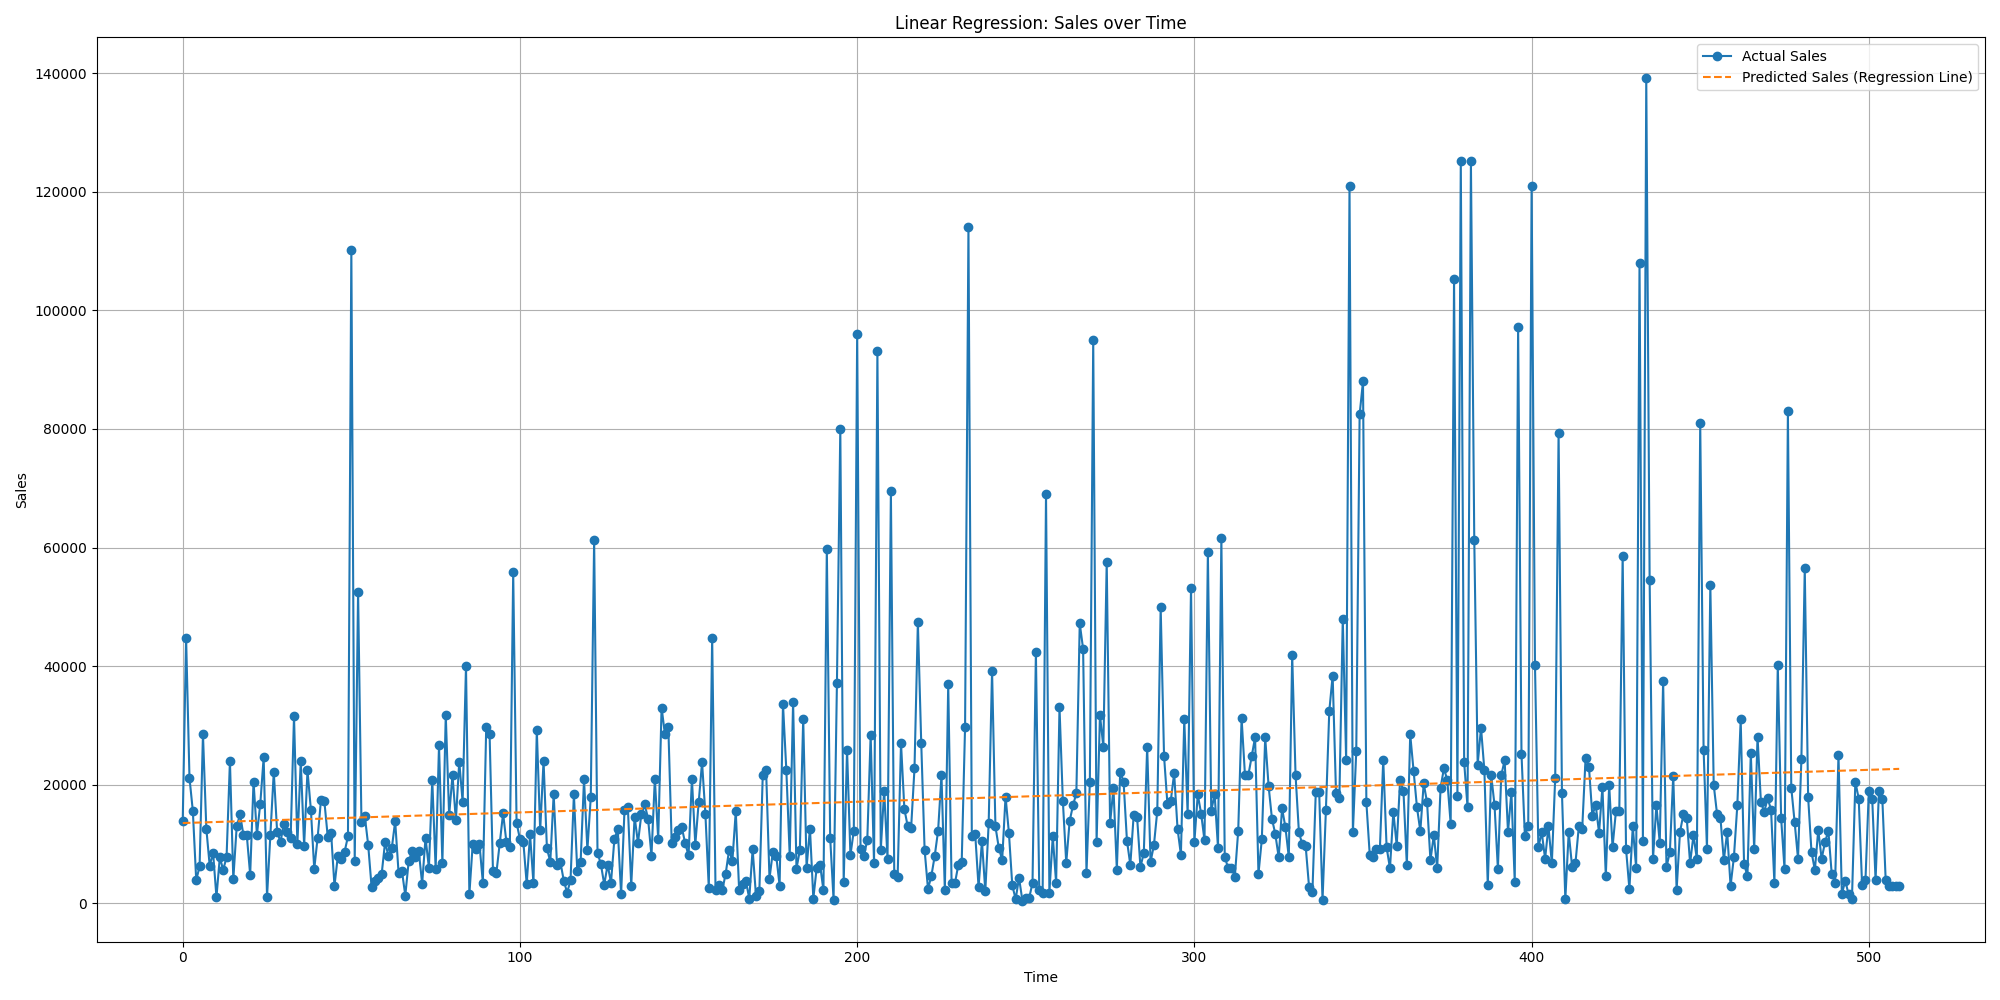 Linear Regression: Sales over Time
Actual Sales
Predicted Sales (Regression Line)
Sales
140000
120000
100000
80000
60000
40000
20000
0
0 100 200 300 400 500
Time